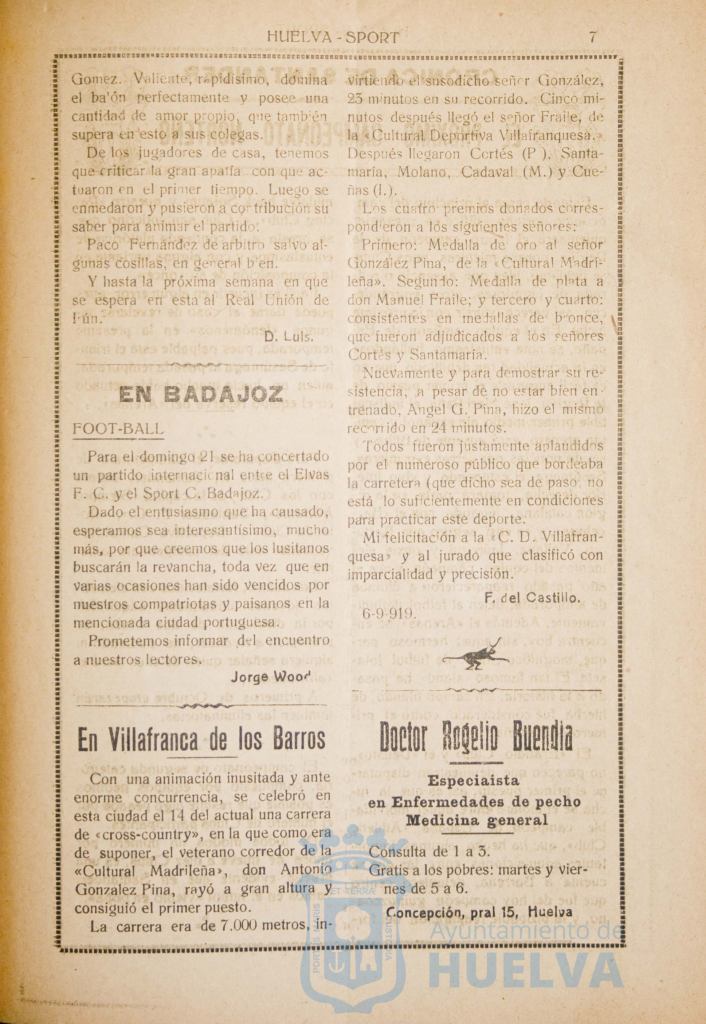 HUELVA - SPORT
7
Gomez. Valiente, rapidísimo, domina
el ba'ón perfectamente y posee una
cantidad de amor propio, que también
supera en esto a sus colegas.
De los jugadores de casa, tenemos
que criticar la gran apatía con que ac-
tuaron en el primer tiempo. Luego se
enmedaron y pusieron a contribución su
saber para animar el partido.
Paco Fernández de arbitro salvo al-
gunas cosillas, en general bien.
Y hasta la próxima semana en que
se espera en esta al Real Unión de
Irún.
D. Luis.
EN BADAJOZ
FOOT-BALL
Para el domingo 21 se ha concertado
un partido internacional entre el Elvas
F. C. y el Sport C. Badajoz.
Dado el entusiasmo que ha causado,
esperamos sea interesantísimo, mucho
más, por que creemos que los lusitanos
buscarán la revancha, toda vez que en
varias ocasiones han sido vencidos por
nuestros compatriotas y paisanos en la
mencionada ciudad portuguesa.
Prometemos informar del encuentro
a nuestros lectores.
Jorge Wood
En Villafranca de los Barros
Con una animación inusitada y ante
enorme concurrencia, se celebró en
esta ciudad el 14 del actual una carrera
de «cross-country», en la que como era
de suponer, el veterano corredor de la
«Cultural Madrileña», don Antonio
Gonzalez Pina, rayó a gran altura y
consiguió el primer puesto.
La carrera era de 7.000 metros, in-
virtiendo el susodicho señor González,
23 minutos en su recorrido. Cinco mi-
nutos después llegó el señor Fraile, de
la «Cultural Deportiva Villafranquesa.»
Después llegaron Cortés (P ), Santa-
maría, Molano, Cadaval (M.) y Cue-
ñas (I.).
Los cuatro premios donados corres-
pondieron a los siguientes señores:
Primero: Medalla de oro al señor
González Pina, de la «Cultural Madri-
leña». Segundo: Medalla de plata a
don Manuel Fraile; y tercero y cuarto:
consistentes en medallas de bronce,
que fueron adjudicados a los señores
Cortés y Santamaría.
Nuevamente y para demostrar su re-
sistencia, a pesar de no estar bien en-
trenado, Angel G. Pina, hizo el mismo
recorrido en 24 minutos.
Todos fueron justamente aplaudidos
por el numeroso público que bordeaba
la carretera (que dicho sea de paso, no
está lo suficientemente en condiciones
para practicar este deporte.
Mi felicitación a la «C. D. Villafran-
quesa» y al jurado que clasificó con
imparcialidad y precisión.
F. del Castillo.
6-9-919.
Doctor Rogelio Buendia
Especiaista
en Enfermedades de pecho
Medicina general
Consulta de 1 a 3.
Gratis a los pobres: martes y vier-
nes de 5 a 6.
Concepción, pral 15, Huelva
Ayuntamiento de
HUELVA